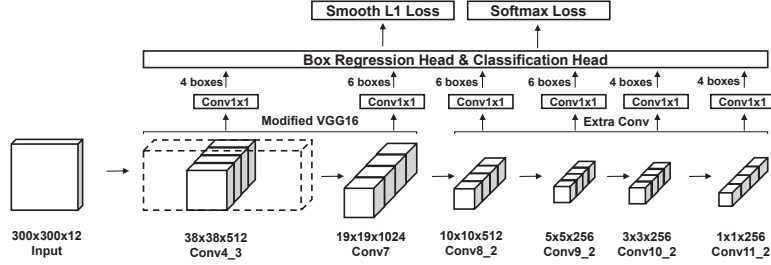 Smooth L1 Loss
Softmax Loss
Box Regression Head & Classification Head
4 boxes
6 boxes
6 boxes
6 boxes
4 boxes
4 boxes
Conv1x1
Conv1x1
Conv1x1
Conv1x1
Conv1x1
Conv1x1
Modified VGG16
Extra Conv
300x300x12
Input
38x38x512
Conv4_3
19x19x1024
Conv7
10x10x512
Conv8_2
5x5x256
Conv9_2
3x3x256
Conv10_2
1x1x256
Conv11_2